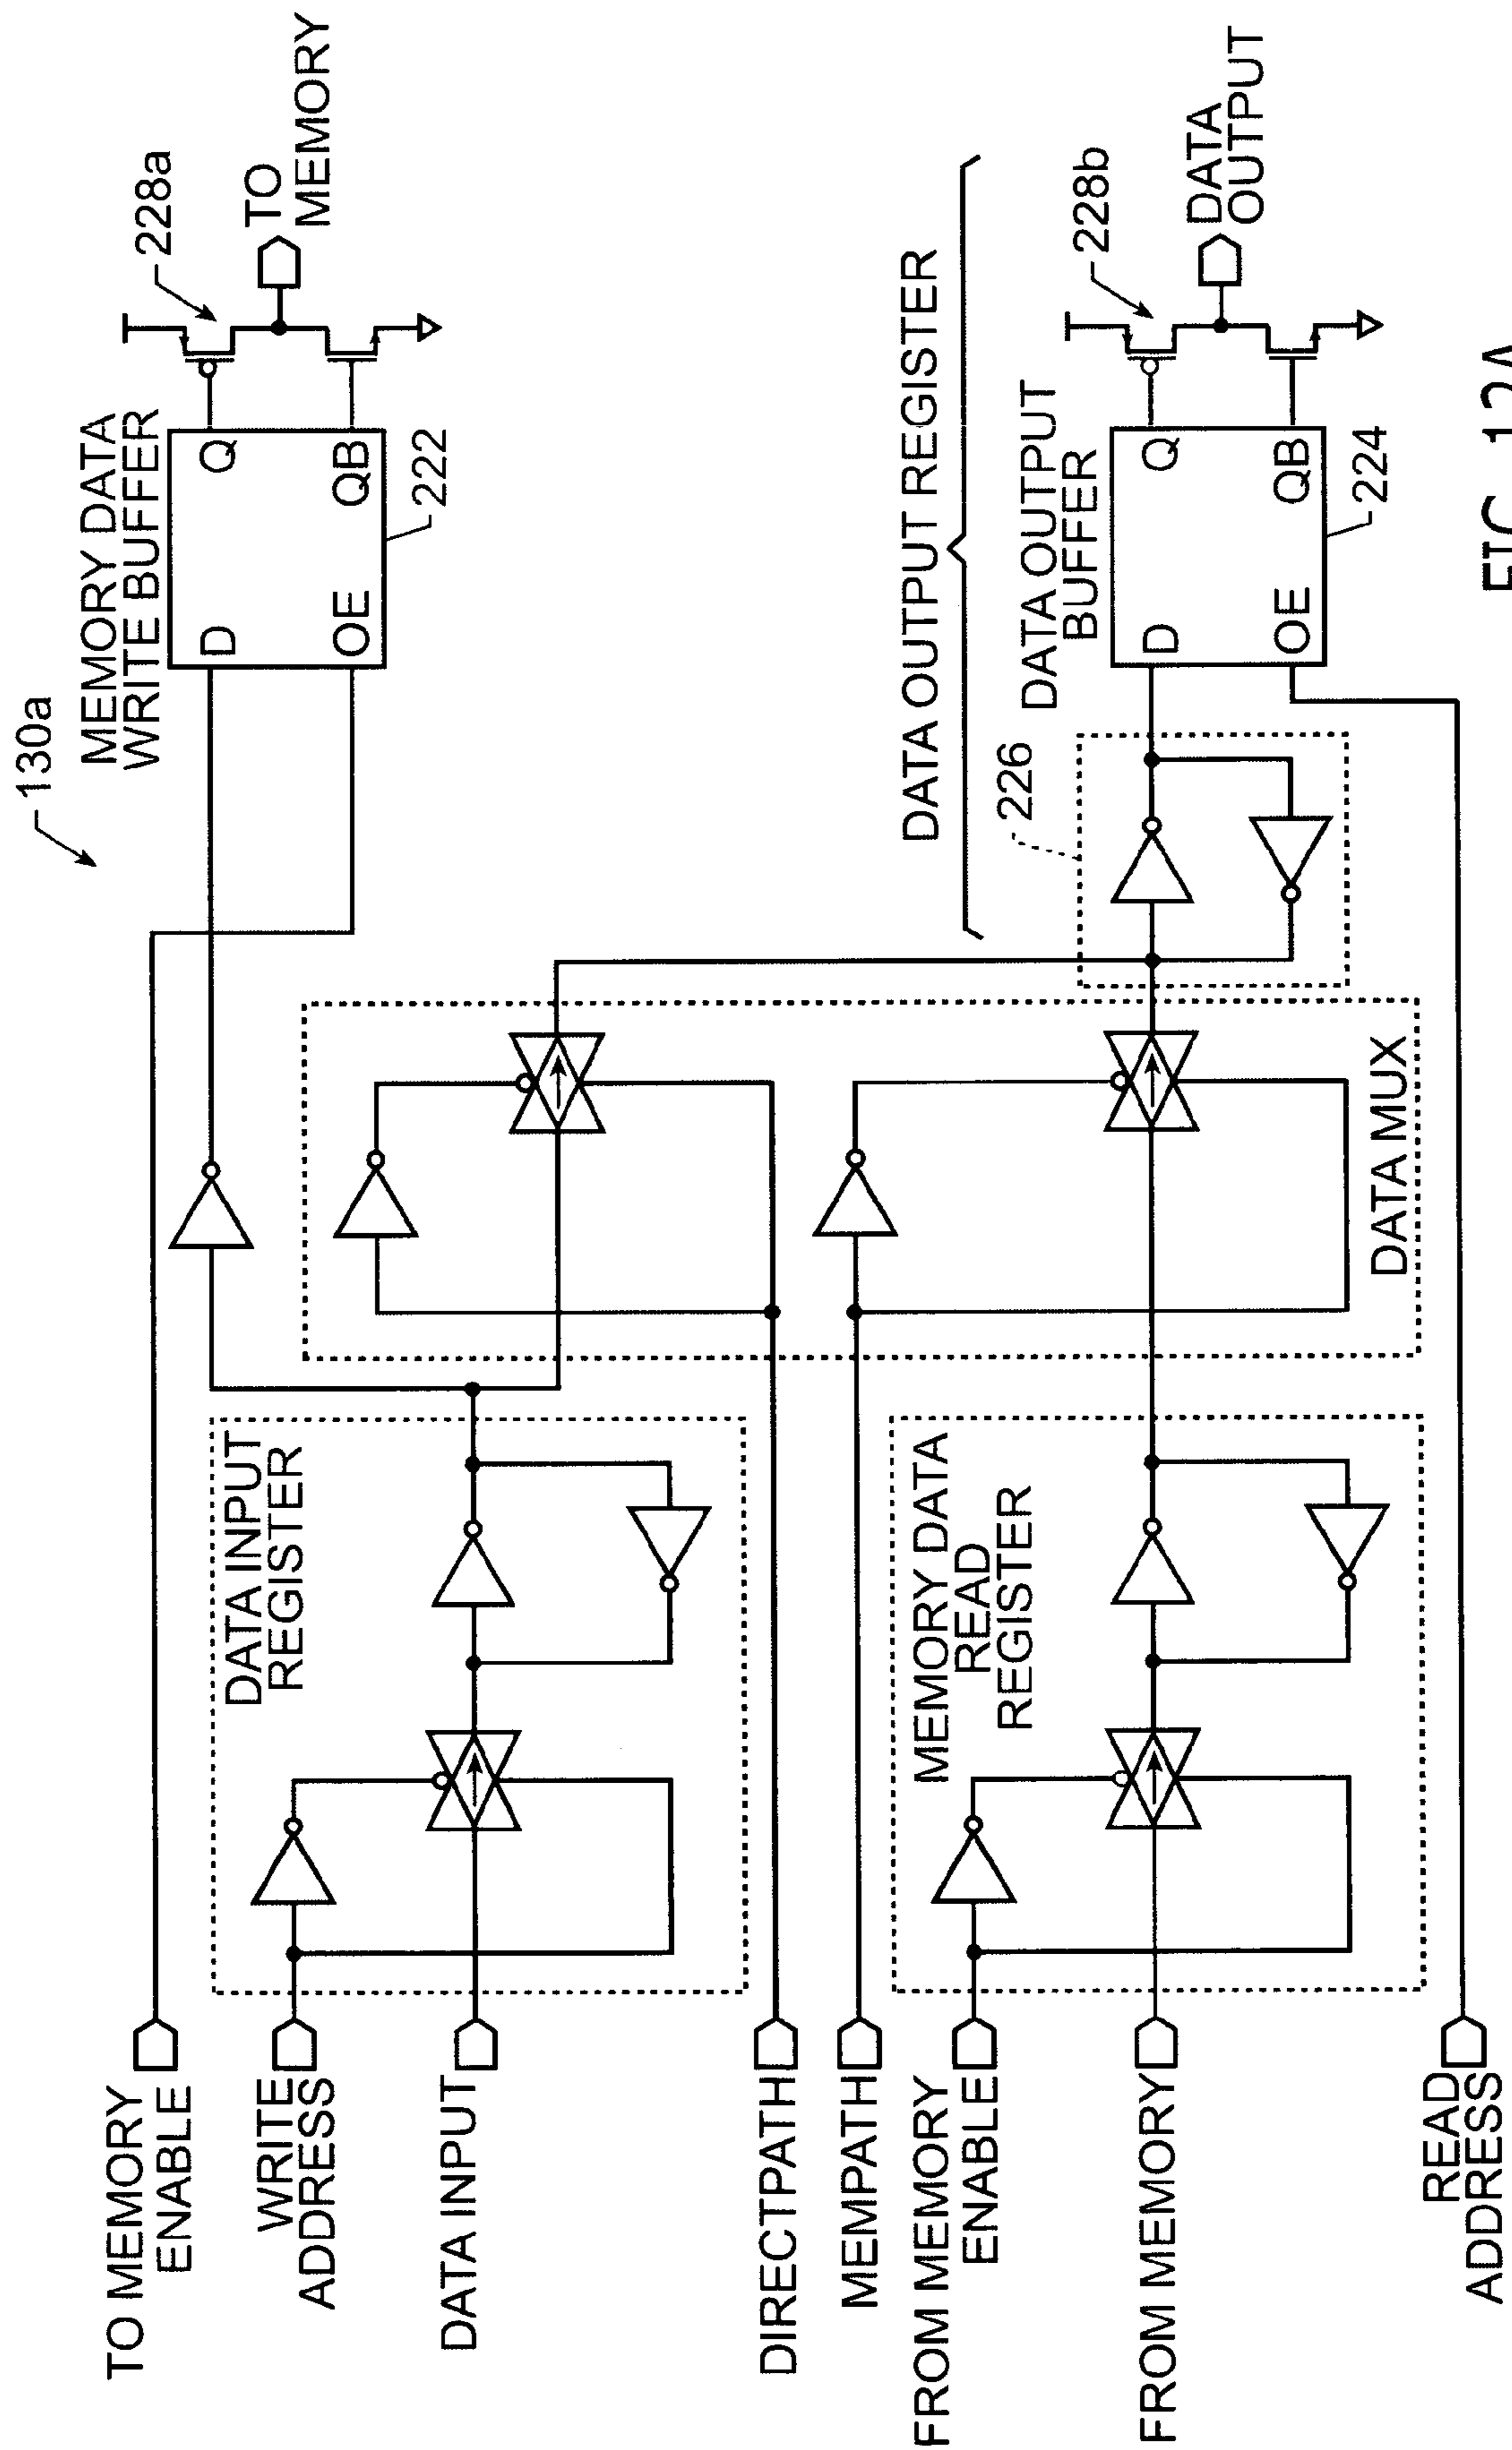 130a
MEMORY DATA
WRITE BUFFER
D
Q
OE
QB
222
228a
TO
MEMORY
TO MEMORY
ENABLE
WRITE
ADDRESS
DATA INPUT
DATA INPUT
REGISTER
DIRECTPATH
MEMPATH
FROM MEMORY
ENABLE
FROM MEMORY
MEMORY DATA
READ
REGISTER
DATA MUX
DATA OUTPUT REGISTER
226
DATA OUTPUT
BUFFER
D
Q
OE
QB
224
228b
DATA
OUTPUT
READ
ADDRESS